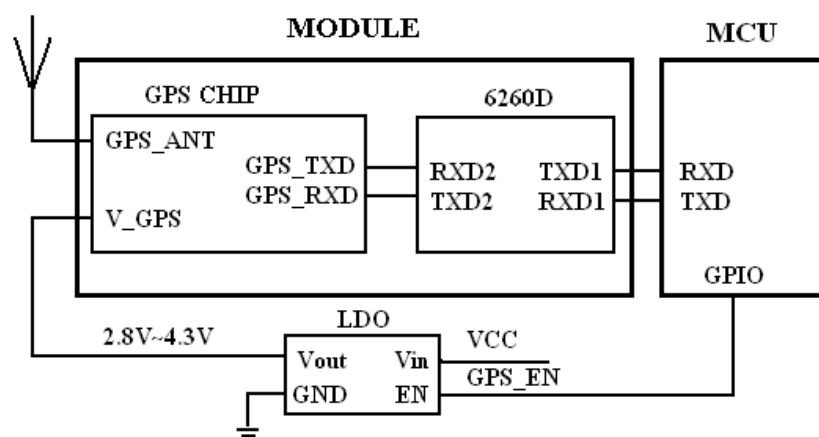 MODULE
MCU
GPS CHIP
6260D
GPS_ANT
GPS_TXD
GPS_RXD
V_GPS
RXD2
TXD2
TXD1
RXD1
RXD
TXD
GPIO
2.8V~4.3V
LDO
Vout
Vin
GND
EN
VCC
GPS_EN